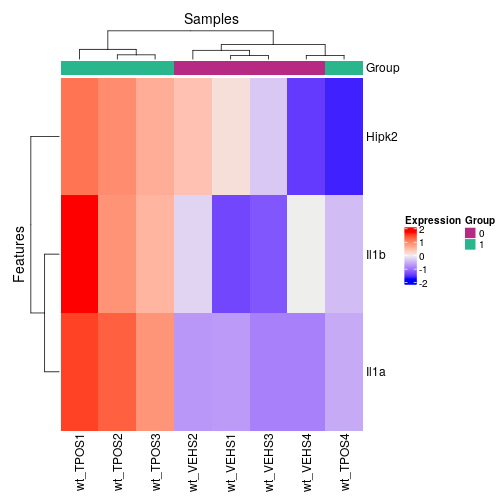 Samples
Group
Hipk2
Il1b
Il1a
Features
Expression
2
1
0
-1
-2
Group
0
1
wt_TPOS1
wt_TPOS2
wt_TPOS3
wt_VEHS2
wt_VEHS1
wt_VEHS3
wt_VEHS4
wt_TPOS4